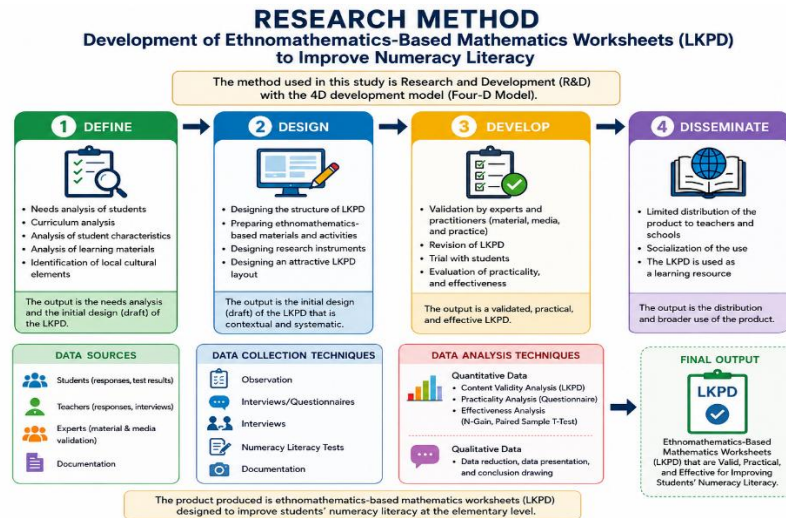 RESEARCH METHOD
Development of Ethnomathematics-Based Mathematics Worksheets (LKPD)
to Improve Numeracy Literacy
The method used in this study is Research and Development (R&D)
with the 4D development model (Four-D Model).
1 DEFINE
• Needs analysis of students
• Curriculum analysis
• Analysis of student characteristics
• Analysis of learning materials
• Identification of local cultural
elements
The output is the needs analysis
and the initial design (draft) of
the LKPD.
2 DESIGN
• Designing the structure of LKPD
• Preparing ethnomathematics-
based materials and activities
• Designing research instruments
• Designing an attractive LKPD
layout
The output is the initial design
(draft) of the LKPD that is
contextual and systematic.
3 DEVELOP
• Validation by experts and
practitioners (material, media,
and practice)
• Revision of LKPD
• Trial with students
• Evaluation of practicality,
and effectiveness
The output is a validated, practical,
and effective LKPD.
4 DISSEMINATE
• Limited distribution of the
product to teachers and
schools
• Socialization of the use
• The LKPD is used as
a learning resource
The output is the distribution
and broader use of the product.
DATA SOURCES
Students (responses, test results)
Teachers (responses, interviews)
Experts (material & media
validation)
Documentation
DATA COLLECTION TECHNIQUES
Observation
Interviews/Questionnaires
Interviews
Numeracy Literacy Tests
Documentation
DATA ANALYSIS TECHNIQUES
Quantitative Data
• Content Validity Analysis (LKPD)
• Practicality Analysis (Questionnaire)
• Effectiveness Analysis
(N-Gain, Paired Sample T-Test)
Qualitative Data
• Data reduction, data presentation,
and conclusion drawing
FINAL OUTPUT
LKPD
Ethnomathematics-Based
Mathematics Worksheets
(LKPD) that are Valid, Practical,
and Effective for Improving
Students' Numeracy Literacy.
The product produced is ethnomathematics-based mathematics worksheets (LKPD)
designed to improve students' numeracy literacy at the elementary level.